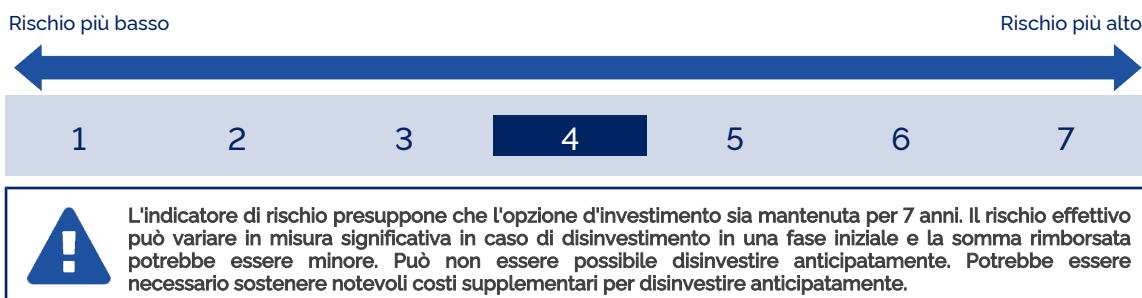 Rischio più basso Rischio più alto
1 2 3 4 5 6 7
L'indicatore di rischio presuppone che l'opzione d'investimento sia mantenuta per 7 anni. Il rischio effettivo
può variare in misura significativa in caso di disinvestimento in una fase iniziale e la somma rimborsata
potrebbe essere minore. Può non essere possibile disinvestire anticipatamente. Potrebbe essere
necessario sostenere notevoli costi supplementari per disinvestire anticipatamente.